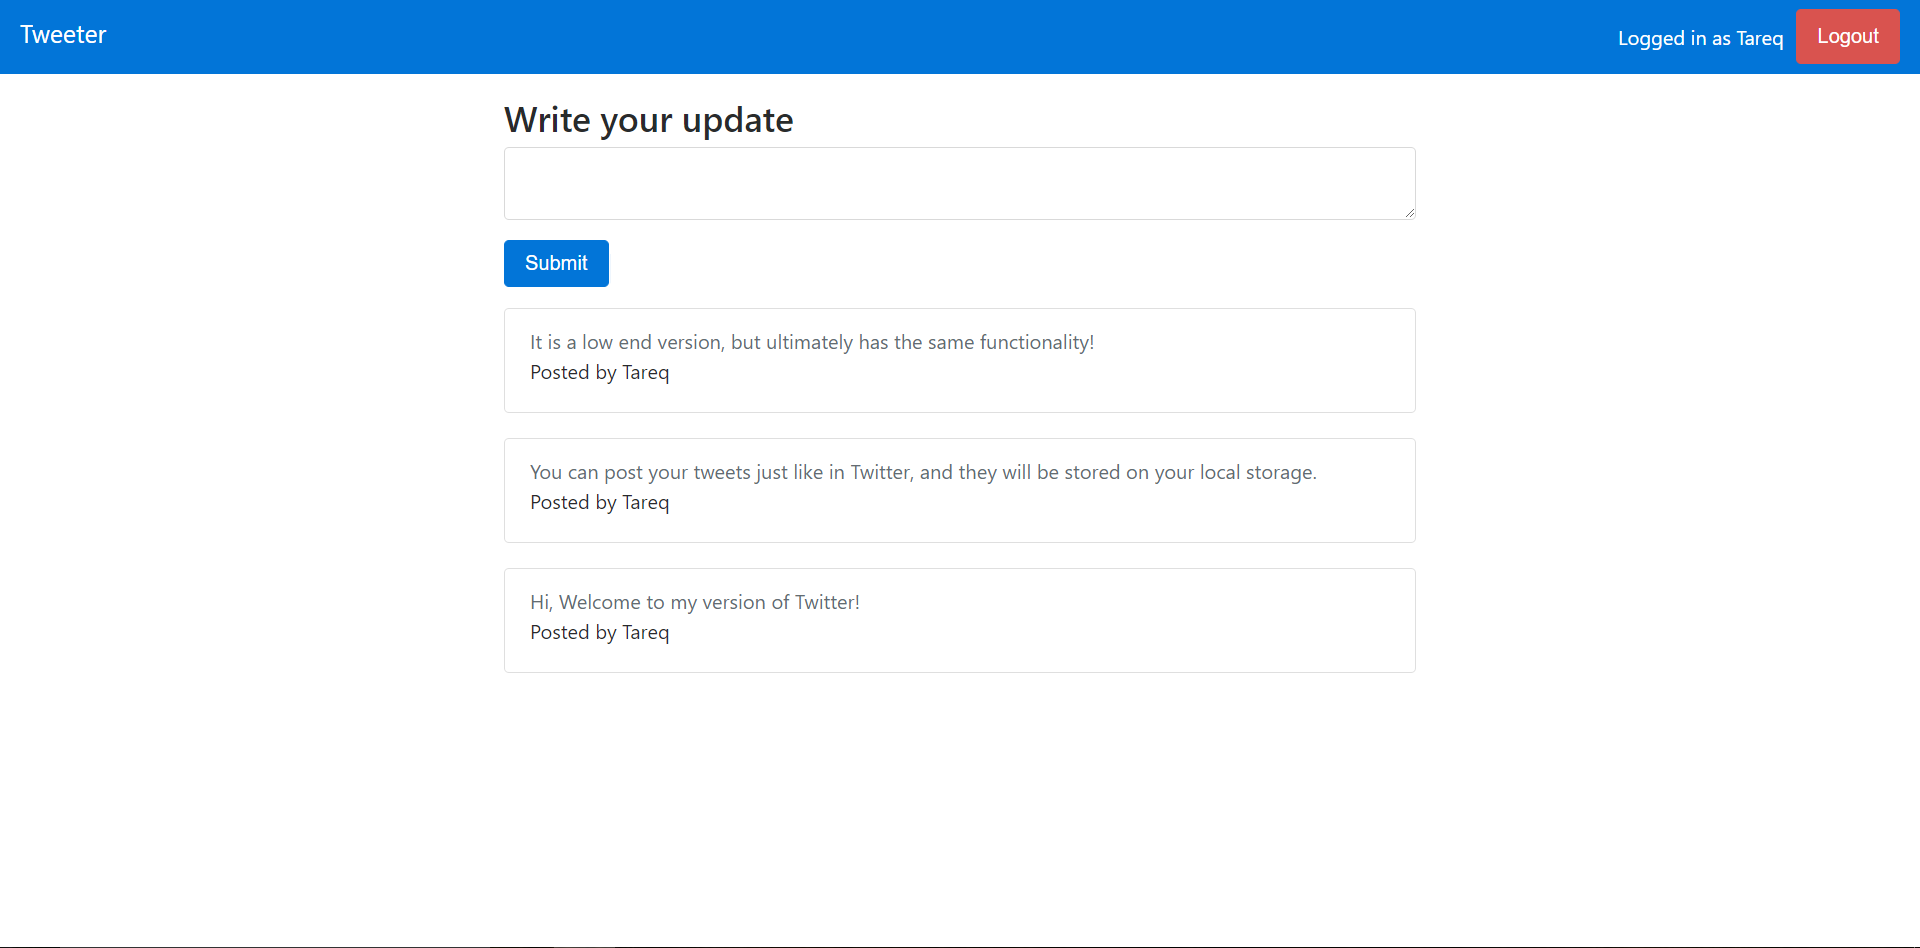 Tweeter
Logged in as Tareq
Logout
Write your update
Submit
It is a low end version, but ultimately has the same functionality!
Posted by Tareq
You can post your tweets just like in Twitter, and they will be stored on your local storage.
Posted by Tareq
Hi, Welcome to my version of Twitter!
Posted by Tareq